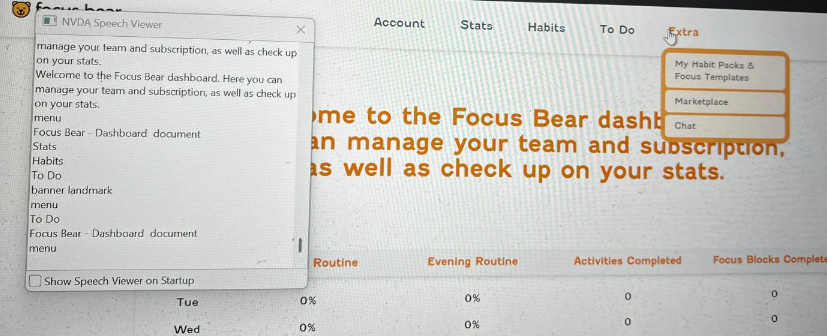 focus bear
NVDA Speech Viewer
manage your team and subscription, as well as check up
on your stats.
Welcome to the Focus Bear dashboard. Here you can
manage your team and subscription, as well as check up
on your stats.
menu
Focus Bear - Dashboard document
Stats
Habits
To Do
banner landmark
menu
To Do
Focus Bear - Dashboard document
menu
Show Speech Viewer on Startup
Account Stats Habits To Do Extra
My Habit Packs &
Focus Templates
Marketplace
Chat
ome to the Focus Bear dashb
an manage your team and subscription,
as well as check up on your stats.
Routine Evening Routine Activities Completed Focus Blocks Complete
Tue 0% 0% 0 0
Wed 0% 0% 0 0